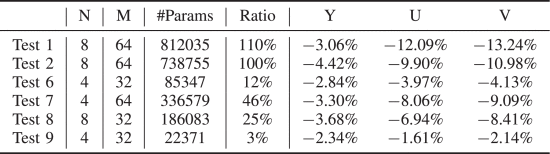 N M #Params Ratio Y U V
Test 1 8 64 812035 110% −3.06% −12.09% −13.24%
Test 2 8 64 738755 100% −4.42% −9.90% −10.98%
Test 6 4 32 85347 12% −2.84% −3.97% −4.13%
Test 7 4 64 336579 46% −3.30% −8.06% −9.09%
Test 8 8 32 186083 25% −3.68% −6.94% −8.41%
Test 9 4 32 22371 3% −2.34% −1.61% −2.14%